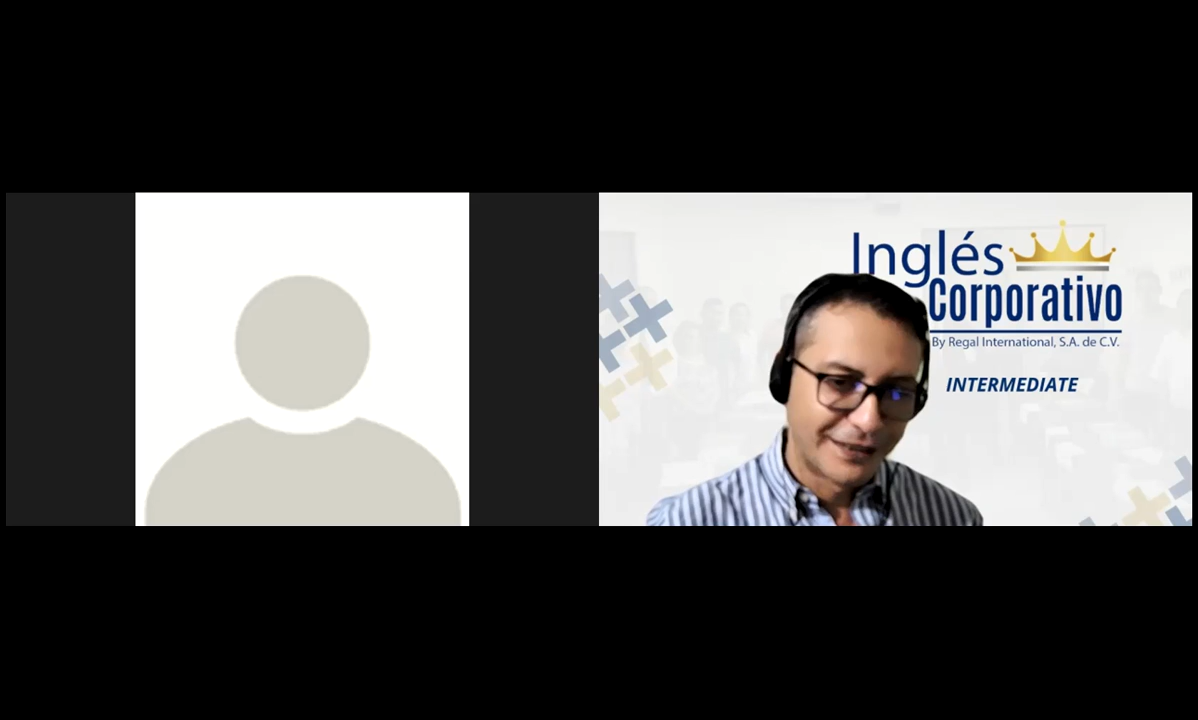 Inglés
Corporativo
By Regal International, S.A. de C.V.
INTERMEDIATE